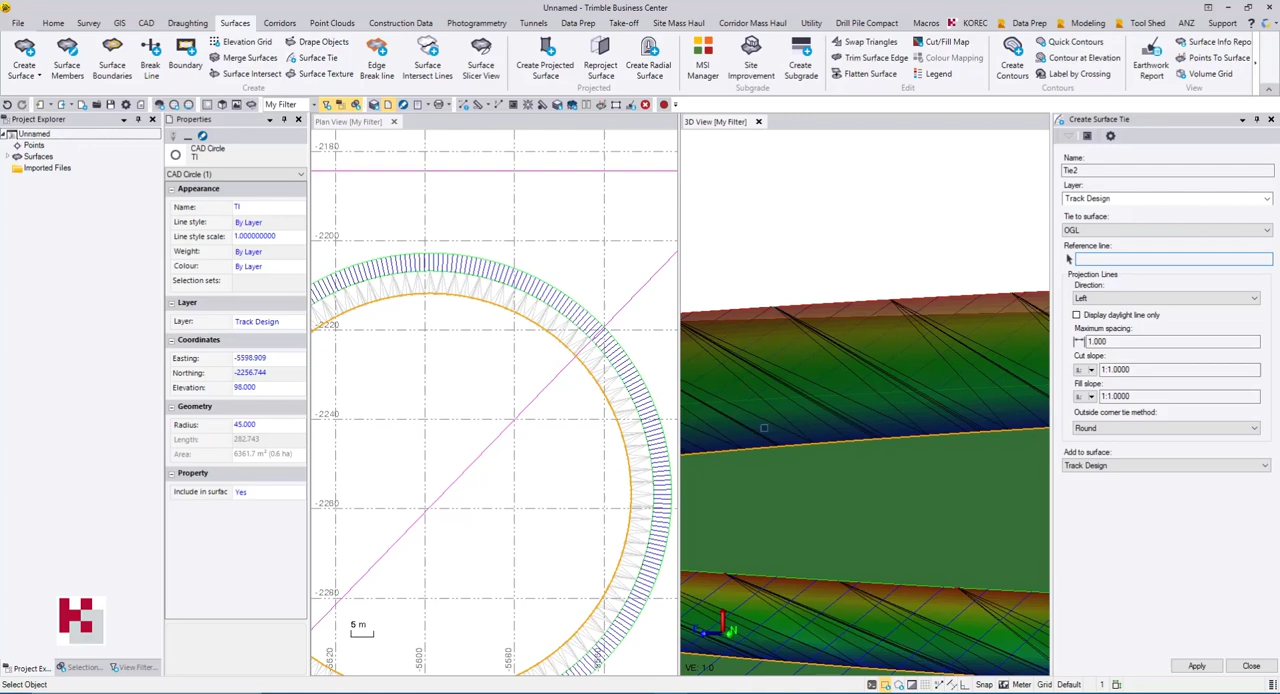 Unnamed - Trimble Business Center
File Home Survey GIS CAD Draughting Surfaces Corridors Point Clouds Construction Data Photogrammetry Tunnels Data Prep Take-off Site Mass Haul Corridor Mass Haul Utility Drill Pile Compact Macros KOREC Data Prep Modeling Tool Shed ANZ Support
Create Surface
Surface Members
Surface Boundaries
Break Line
Boundary
Elevation Grid
Merge Surfaces
Surface Intersect
Drape Objects
Surface Tie
Surface Texture
Edge Break line
Surface Intersect Lines
Surface Slicer View
Create
Create Projected Surface
Reproject Surface
Create Radial Surface
Projected
MSI Manager
Site Improvement
Create Subgrade
Subgrade
Swap Triangles
Trim Surface Edge
Flatten Surface
Cut/Fill Map
Colour Mapping
Legend
Edit
Create Contours
Quick Contours
Contour at Elevation
Label by Crossing
Contours
Earthwork Report
Surface Info Repo
Points To Surface
Volume Grid
View
My Filter
Project Explorer
Unnamed
Points
Surfaces
Imported Files
Properties
CAD Circle
TI
CAD Circle (1)
Appearance
Name: TI
Line style: By Layer
Line style scale: 1.000000000
Weight: By Layer
Colour: By Layer
Selection sets:
Layer
Layer: Track Design
Coordinates
Easting: -5598.909
Northing: -2256.744
Elevation: 98.000
Geometry
Radius: 45.000
Length: 282.743
Area: 6361.7 m² (0.6 ha)
Property
Include in surfac Yes
Plan View [My Filter]
-2180
-2200
-2220
-2240
-2260
-2280
5 m
-5620
-5600
-5580
3D View [My Filter]
N
VE: 1.0
Create Surface Tie
Name:
Tie2
Layer:
Track Design
Tie to surface:
OGL
Reference line:
Projection Lines
Direction:
Left
Display daylight line only
Maximum spacing:
1.000
Cut slope:
1:1.0000
Fill slope:
1:1.0000
Outside corner tie method:
Round
Add to surface:
Track Design
Apply Close
K
Project Ex... Selection... View Filter...
Select Object
Snap Meter Grid Default 1